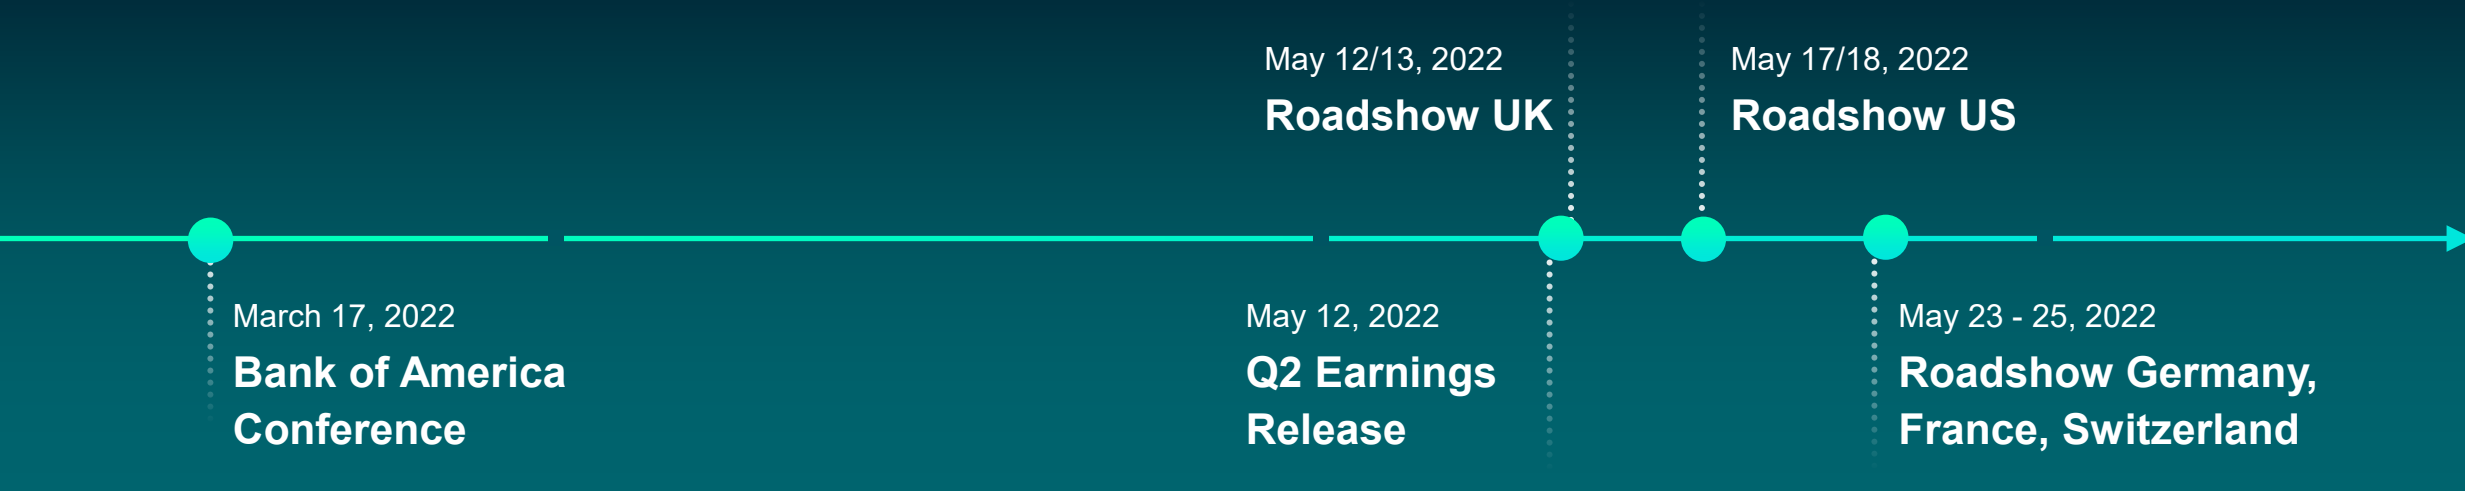 May 12/13, 2022
Roadshow UK
May 17/18, 2022
Roadshow US
March 17, 2022
Bank of America
Conference
May 12, 2022
Q2 Earnings
Release
May 23 - 25, 2022
Roadshow Germany,
France, Switzerland